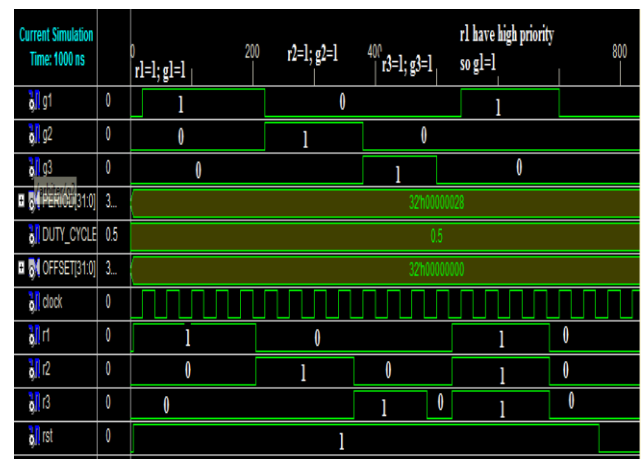 Current Simulation
Time: 1000 ns
0 200 400 800
r1=1; g1=1
r2=1; g2=1
r3=1; g3=1
r1 have high priority
so g1=1
g1 0 1 0 1
g2 0 0 1 0
g3 0 0 1 0
PERIOD[31:0] 3... 32'h00000028
DUTY_CYCLE 0.5 0.5
OFFSET[31:0] 3... 32'h00000000
clock 0
r1 0 1 0 1 0
r2 0 0 1 0 1 0
r3 0 0 1 0 1 0
rst 0 1